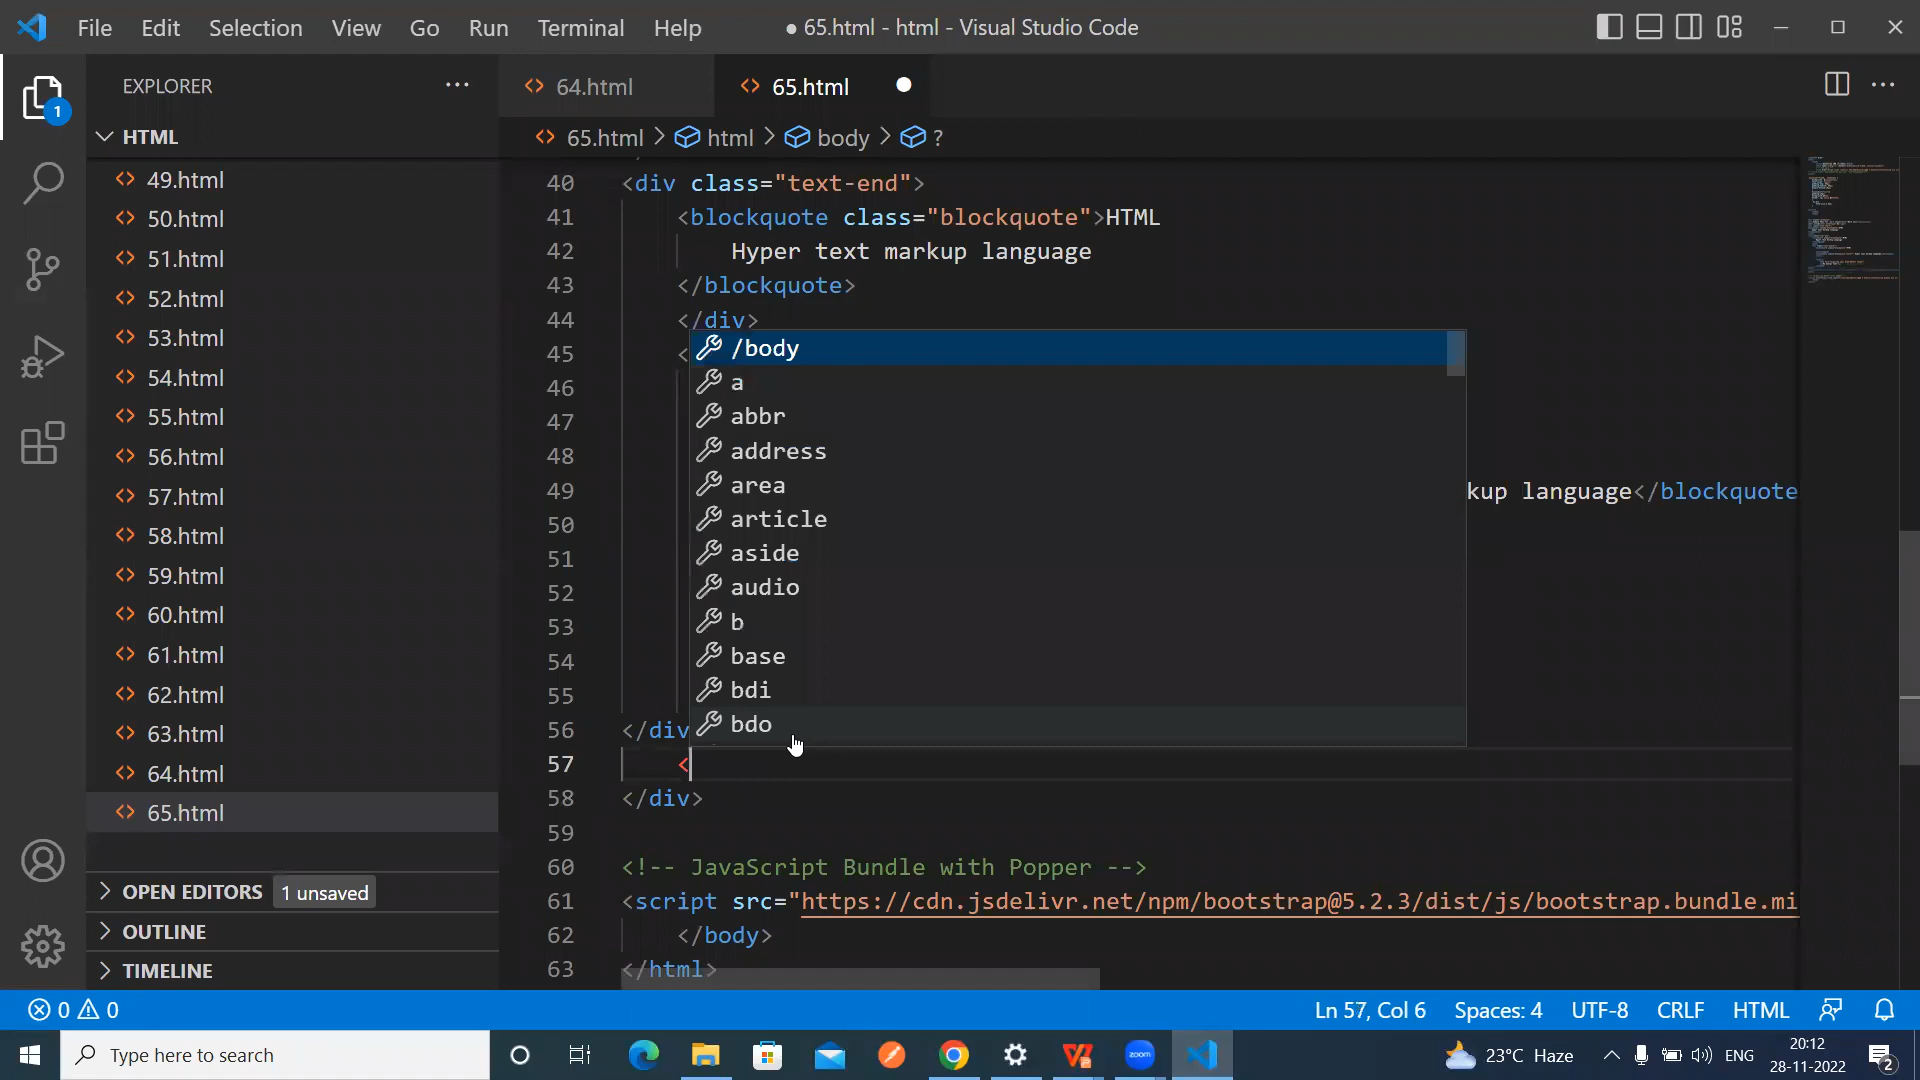 File Edit Selection View Go Run Terminal Help ● 65.html - html - Visual Studio Code
EXPLORER ···
64.html 65.html
1
HTML
65.html > html > body > ?
49.html
50.html
51.html
52.html
53.html
54.html
55.html
56.html
57.html
58.html
59.html
60.html
61.html
62.html
63.html
64.html
65.html
OPEN EDITORS 1 unsaved
OUTLINE
TIMELINE
40 <div class="text-end">
41 <blockquote class="blockquote">HTML
42 Hyper text markup language
43 </blockquote>
44 </div>
45 <
46
47
48
49 kup language</blockquote
50
51
52
53
54
55
56 </div
57 <
58 </div>
59
60 <!-- JavaScript Bundle with Popper -->
61 <script src="https://cdn.jsdelivr.net/npm/bootstrap@5.2.3/dist/js/bootstrap.bundle.mi
62 </body>
63 </html>
/body
a
abbr
address
area
article
aside
audio
b
base
bdi
bdo
0 0 Ln 57, Col 6 Spaces: 4 UTF-8 CRLF HTML
Type here to search
zoom
23°C Haze
ENG
20:12
28-11-2022
2